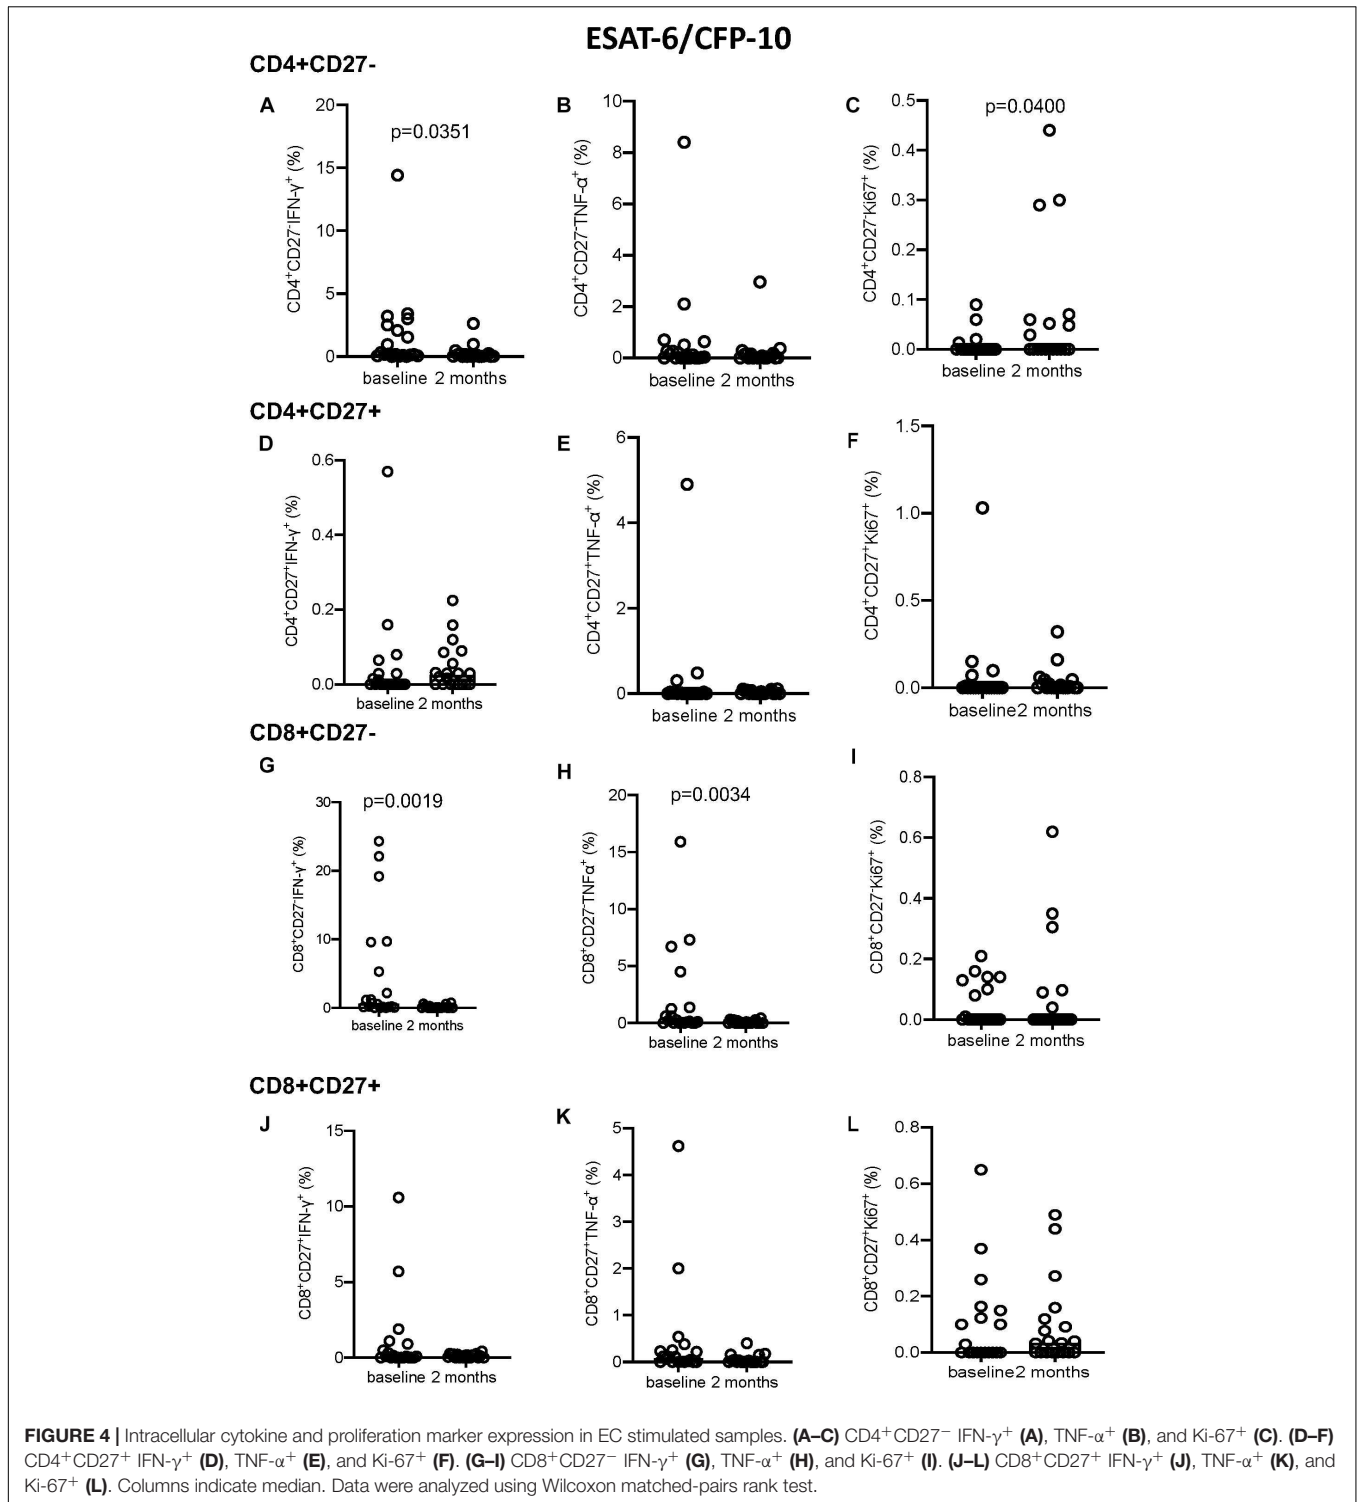 ESAT-6/CFP-10
CD4+CD27-
A
20
15
10
5
0
CD4⁺CD27⁻IFN-γ⁺ (%)
p=0.0351
baseline 2 months
B
10
8
6
4
2
0
CD4⁺CD27⁻TNF-α⁺ (%)
baseline 2 months
C
0.5
0.4
0.3
0.2
0.1
0.0
CD4⁺CD27⁻Ki67⁺ (%)
p=0.0400
baseline 2 months
CD4+CD27+
D
0.6
0.4
0.2
0.0
CD4⁺CD27⁺IFN-γ⁺ (%)
baseline 2 months
E
6
4
2
0
CD4⁺CD27⁺TNF-α⁺ (%)
baseline 2 months
F
1.5
1.0
0.5
0.0
CD4⁺CD27⁺Ki67⁺ (%)
baseline2 months
CD8+CD27-
G
30
20
10
0
CD8⁺CD27⁻IFN-γ⁺ (%)
p=0.0019
baseline 2 months
H
20
15
10
5
0
CD8⁺CD27⁻TNFα⁺ (%)
p=0.0034
baseline 2 months
I
0.8
0.6
0.4
0.2
0.0
CD8⁺CD27⁻Ki67⁺ (%)
baseline 2 months
CD8+CD27+
J
15
10
5
0
CD8⁺CD27⁺IFN-γ⁺ (%)
baseline 2 months
K
5
4
3
2
1
0
CD8⁺CD27⁺TNF-α⁺ (%)
baseline 2 months
L
0.8
0.6
0.4
0.2
0.0
CD8⁺CD27⁺Ki67⁺ (%)
baseline2 months
FIGURE 4 | Intracellular cytokine and proliferation marker expression in EC stimulated samples. (A–C) CD4⁺CD27⁻ IFN-γ⁺ (A), TNF-α⁺ (B), and Ki-67⁺ (C). (D–F)
CD4⁺CD27⁺ IFN-γ⁺ (D), TNF-α⁺ (E), and Ki-67⁺ (F). (G–I) CD8⁺CD27⁻ IFN-γ⁺ (G), TNF-α⁺ (H), and Ki-67⁺ (I). (J–L) CD8⁺CD27⁺ IFN-γ⁺ (J), TNF-α⁺ (K), and
Ki-67⁺ (L). Columns indicate median. Data were analyzed using Wilcoxon matched-pairs rank test.